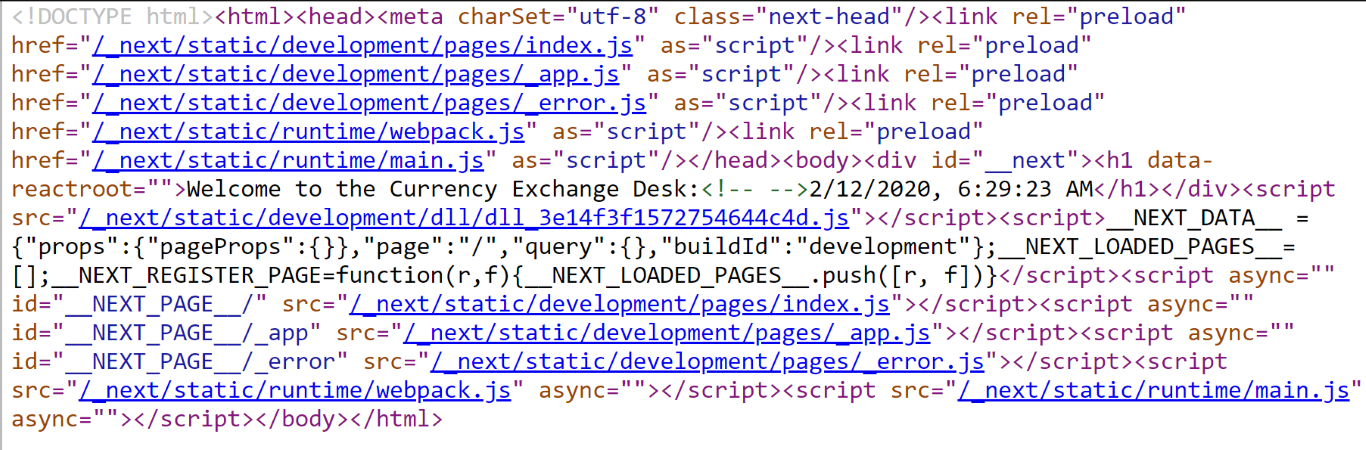 <!DOCTYPE html><html><head><meta charSet="utf-8" class="next-head"/><link rel="preload"
href="/_next/static/development/pages/index.js" as="script"/><link rel="preload"
href="/_next/static/development/pages/_app.js" as="script"/><link rel="preload"
href="/_next/static/development/pages/_error.js" as="script"/><link rel="preload"
href="/_next/static/runtime/webpack.js" as="script"/><link rel="preload"
href="/_next/static/runtime/main.js" as="script"/></head><body><div id="__next"><h1 data-
reactroot="">Welcome to the Currency Exchange Desk:<!-- -->2/12/2020, 6:29:23 AM</h1></div><script
src="/_next/static/development/dll/dll_3e14f3f1572754644c4d.js"></script><script>__NEXT_DATA__ =
{"props":{"pageProps":{}},"page":"/","query":{},"buildId":"development"};__NEXT_LOADED_PAGES__=
[];__NEXT_REGISTER_PAGE=function(r,f){__NEXT_LOADED_PAGES__.push([r, f])}</script><script async=""
id="__NEXT_PAGE__/" src="/_next/static/development/pages/index.js"></script><script async=""
id="__NEXT_PAGE__/_app" src="/_next/static/development/pages/_app.js"></script><script async=""
id="__NEXT_PAGE__/_error" src="/_next/static/development/pages/_error.js"></script><script
src="/_next/static/runtime/webpack.js" async=""></script><script src="/_next/static/runtime/main.js"
async=""></script></body></html>